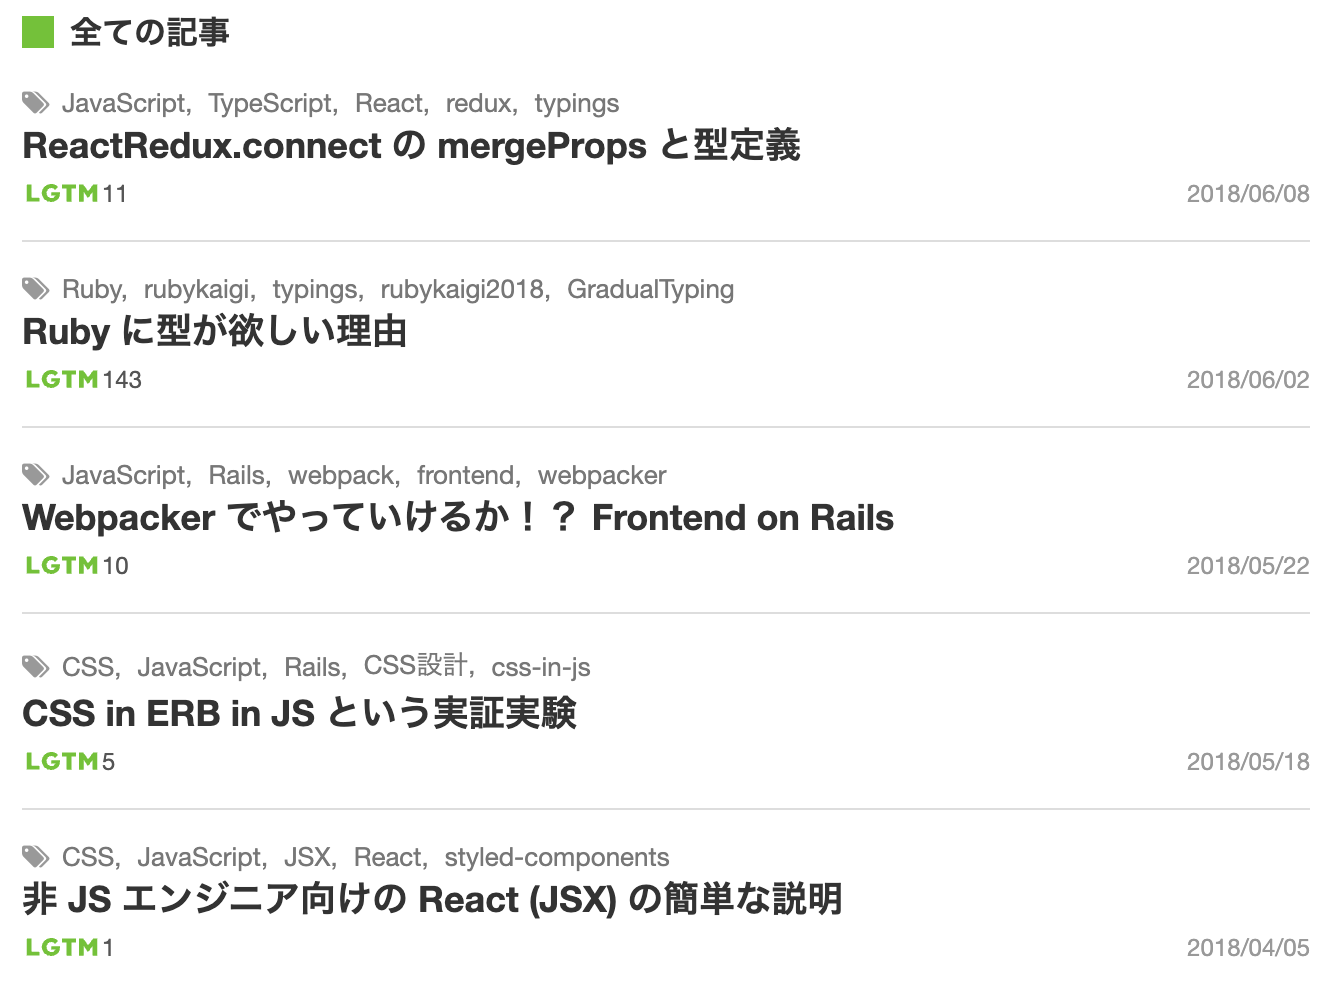 全ての記事
JavaScript, TypeScript, React, redux, typings
ReactRedux.connect の mergeProps と型定義
LGTM 11
2018/06/08
Ruby, rubykaigi, typings, rubykaigi2018, GradualTyping
Ruby に型が欲しい理由
LGTM 143
2018/06/02
JavaScript, Rails, webpack, frontend, webpacker
Webpacker でやっていけるか！？ Frontend on Rails
LGTM 10
2018/05/22
CSS, JavaScript, Rails, CSS設計, css-in-js
CSS in ERB in JS という実証実験
LGTM 5
2018/05/18
CSS, JavaScript, JSX, React, styled-components
非 JS エンジニア向けの React (JSX) の簡単な説明
LGTM 1
2018/04/05